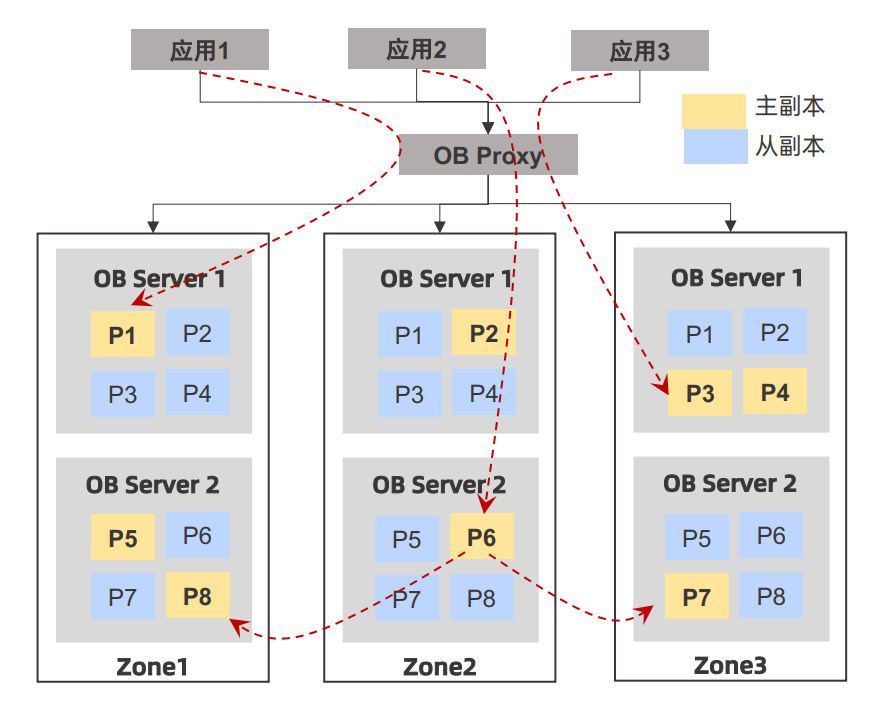 应用1
应用2
应用3
主副本
从副本
OB Proxy
OB Server 1
P1 P2
P3 P4
OB Server 2
P5 P6
P7 P8
Zone1
OB Server 1
P1 P2
P3 P4
OB Server 2
P5 P6
P7 P8
Zone2
OB Server 1
P1 P2
P3 P4
OB Server 2
P5 P6
P7 P8
Zone3